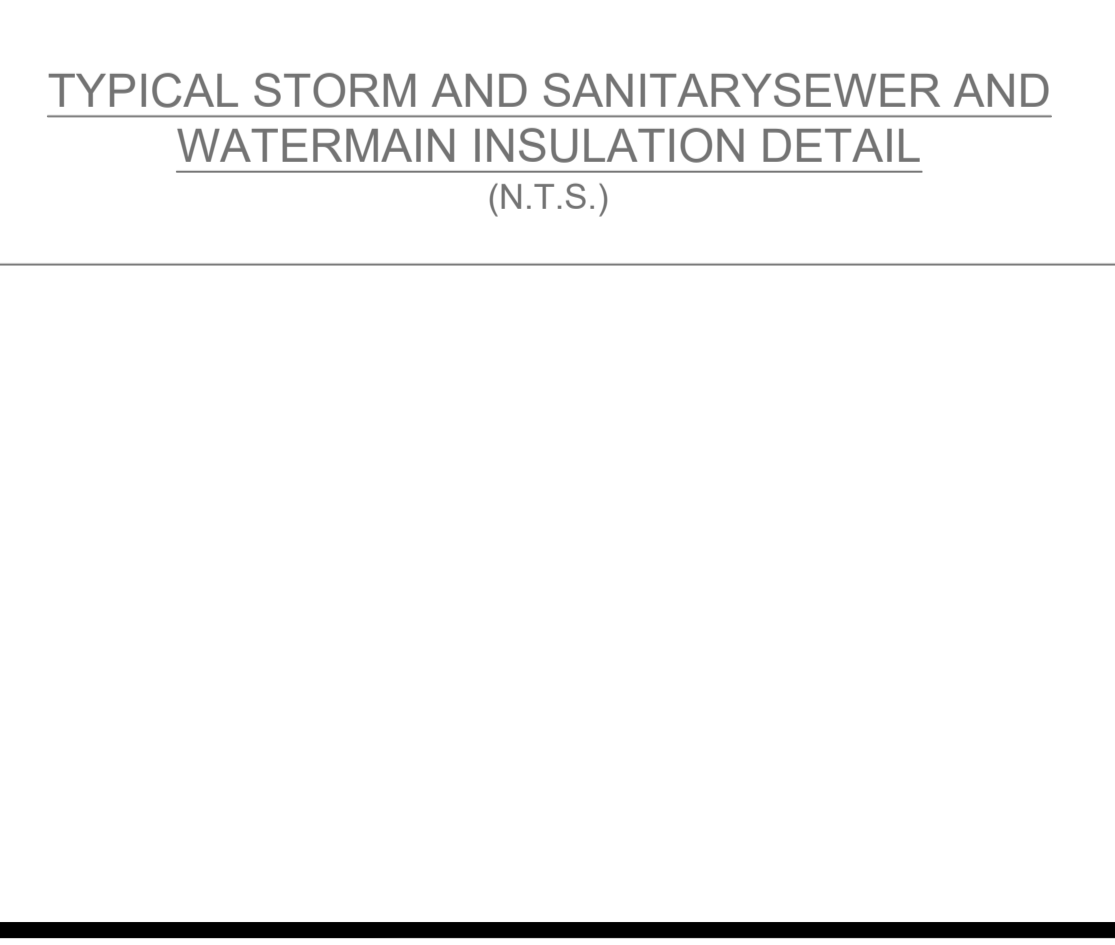 TYPICAL STORM AND SANITARYSEWER AND
WATERMAIN INSULATION DETAIL
(N.T.S.)